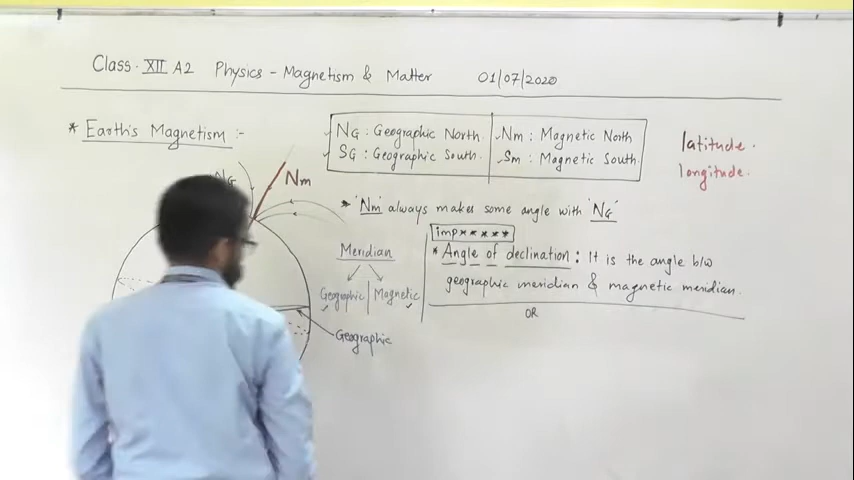 Class. XII A2 Physics - Magnetism & Matter 01/07/2020
* Earth's Magnetism :-
NG : Geographic North. Nm : Magnetic North
SG : Geographic South. Sm : Magnetic South
latitude.
longitude.
NG Nm
* 'Nm' always makes some angle with 'NG'
imp*****
* Angle of declination : It is the angle b/w
geographic meridian & magnetic meridian.
OR
Meridian
Geographic Magnetic
Geographic